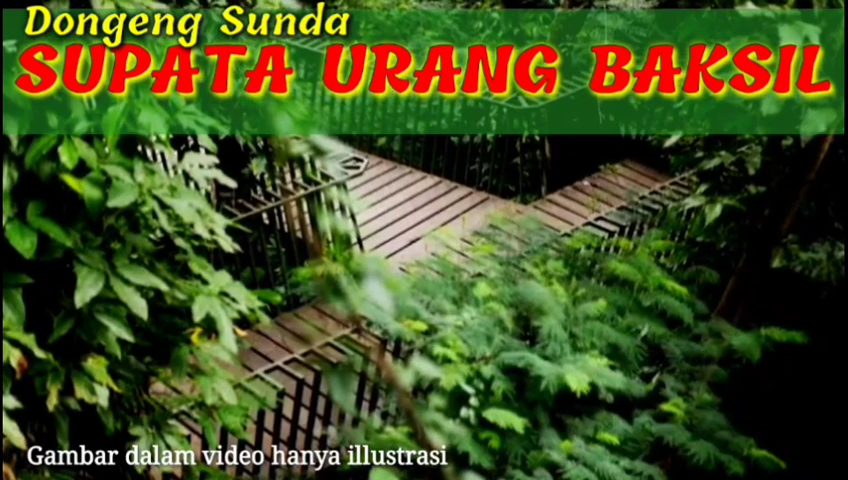 Dongeng Sunda
SUPATA URANG BAKSIL
Gambar dalam video hanya illustrasi